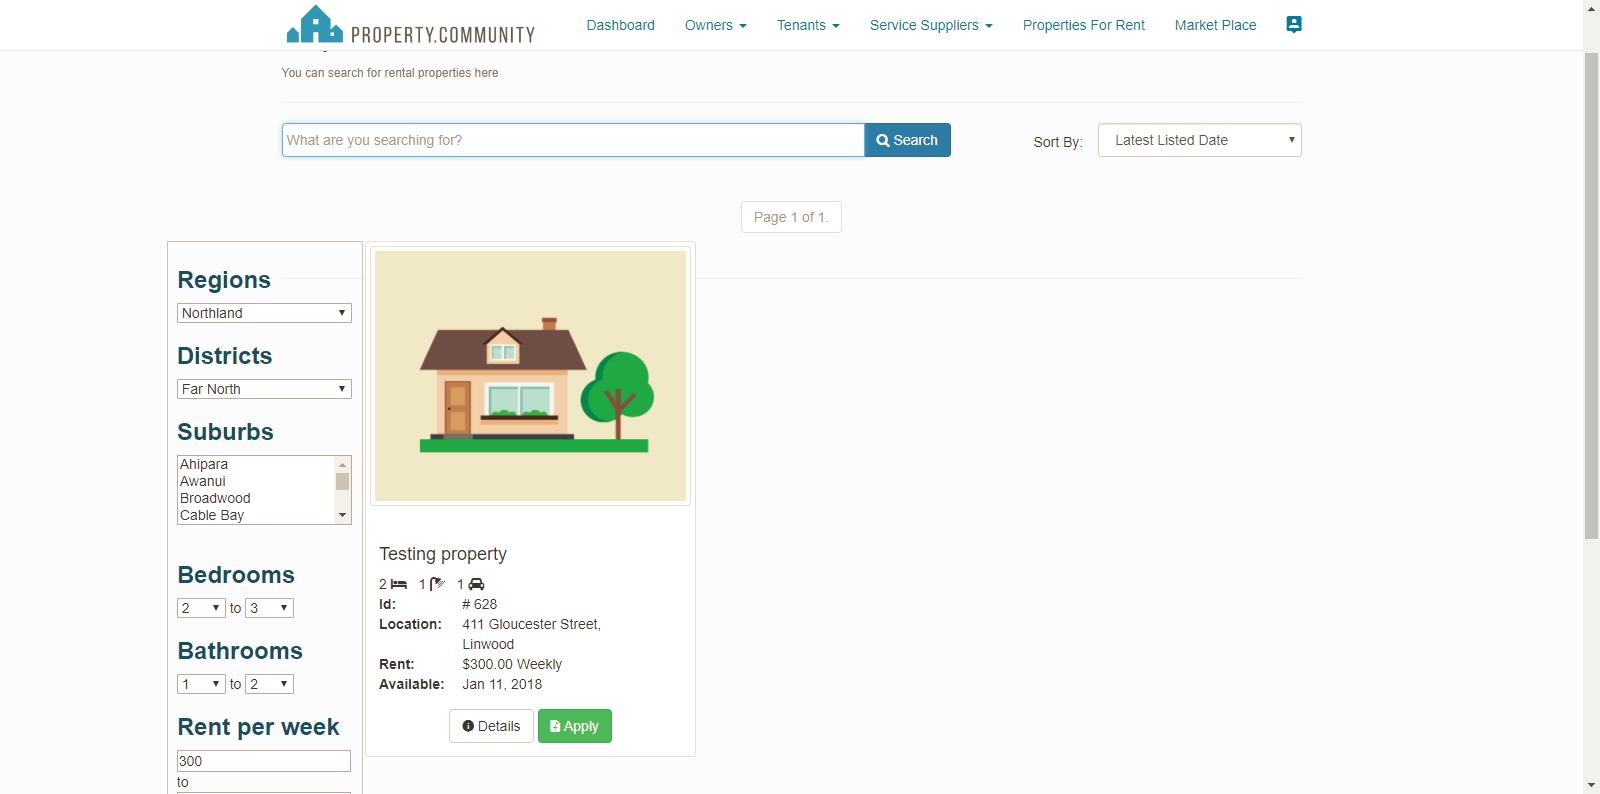 PROPERTY.COMMUNITY
Dashboard
Owners
Tenants
Service Suppliers
Properties For Rent
Market Place
You can search for rental properties here
What are you searching for?
Search
Sort By:
Latest Listed Date
Page 1 of 1.
Regions
Northland
Districts
Far North
Suburbs
Ahipara
Awanui
Broadwood
Cable Bay
Bedrooms
2 to 3
Bathrooms
1 to 2
Rent per week
300
to
Testing property
2 1 1
Id: # 628
Location: 411 Gloucester Street,
Linwood
Rent: $300.00 Weekly
Available: Jan 11, 2018
Details
Apply